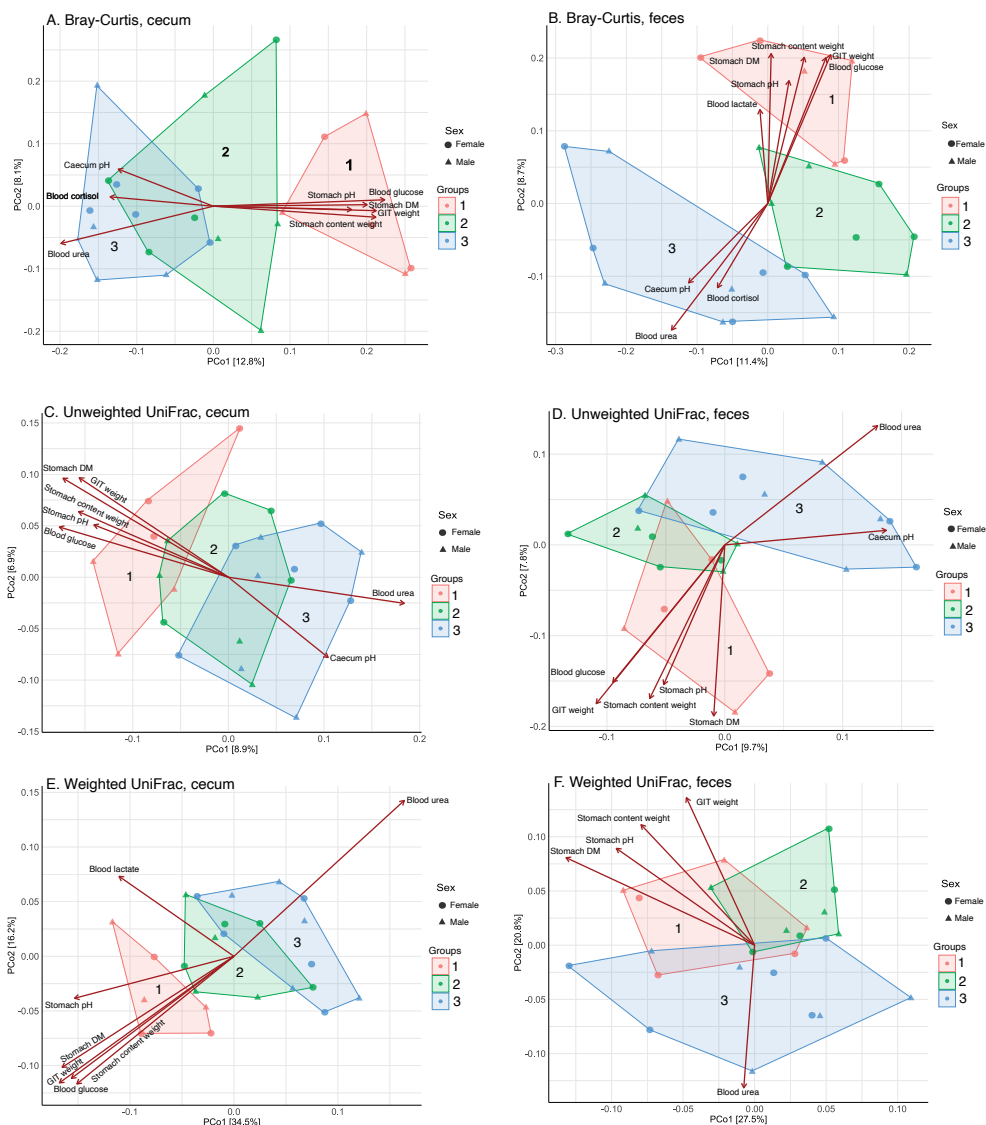 A. Bray-Curtis, cecum
0.2
0.1
0.0
-0.1
-0.2
PCo2 [8.1%]
-0.2
-0.1
0.0
0.1
0.2
PCo1 [12.8%]
Caecum pH
Blood cortisol
Blood urea
Stomach pH
Blood glucose
Stomach DM
GIT weight
Stomach content weight
1
2
3
Sex
Female
Male
Groups
1
2
3
B. Bray-Curtis, feces
0.2
0.1
0.0
-0.1
PCo2 [8.7%]
-0.3
-0.2
-0.1
0.0
0.1
0.2
PCo1 [11.4%]
Stomach content weight
Stomach DM
GIT weight
Blood glucose
Stomach pH
Blood lactate
Caecum pH
Blood cortisol
Blood urea
1
2
3
Sex
Female
Male
Groups
1
2
3
C. Unweighted UniFrac, cecum
0.15
0.10
0.05
0.00
-0.05
-0.10
-0.15
PCo2 [6.9%]
-0.1
0.0
0.1
0.2
PCo1 [8.9%]
Stomach DM
GIT weight
Stomach content weight
Stomach pH
Blood glucose
Blood urea
Caecum pH
1
2
3
Sex
Female
Male
Groups
1
2
3
D. Unweighted UniFrac, feces
0.1
0.0
-0.1
-0.2
PCo2 [7.8%]
-0.1
0.0
0.1
PCo1 [9.7%]
Blood urea
Caecum pH
Blood glucose
GIT weight
Stomach pH
Stomach content weight
Stomach DM
1
2
3
Sex
Female
Male
Groups
1
2
3
E. Weighted UniFrac, cecum
0.15
0.10
0.05
0.00
-0.05
-0.10
PCo2 [16.2%]
-0.1
0.0
0.1
PCo1 [34.5%]
Blood urea
Blood lactate
Stomach pH
Stomach DM
GIT weight
Blood glucose
Stomach content weight
1
2
3
Sex
Female
Male
Groups
1
2
3
F. Weighted UniFrac, feces
0.10
0.05
0.00
-0.05
-0.10
PCo2 [20.8%]
-0.10
-0.05
0.00
0.05
0.10
PCo1 [27.5%]
GIT weight
Stomach content weight
Stomach pH
Stomach DM
Blood urea
1
2
3
Sex
Female
Male
Groups
1
2
3